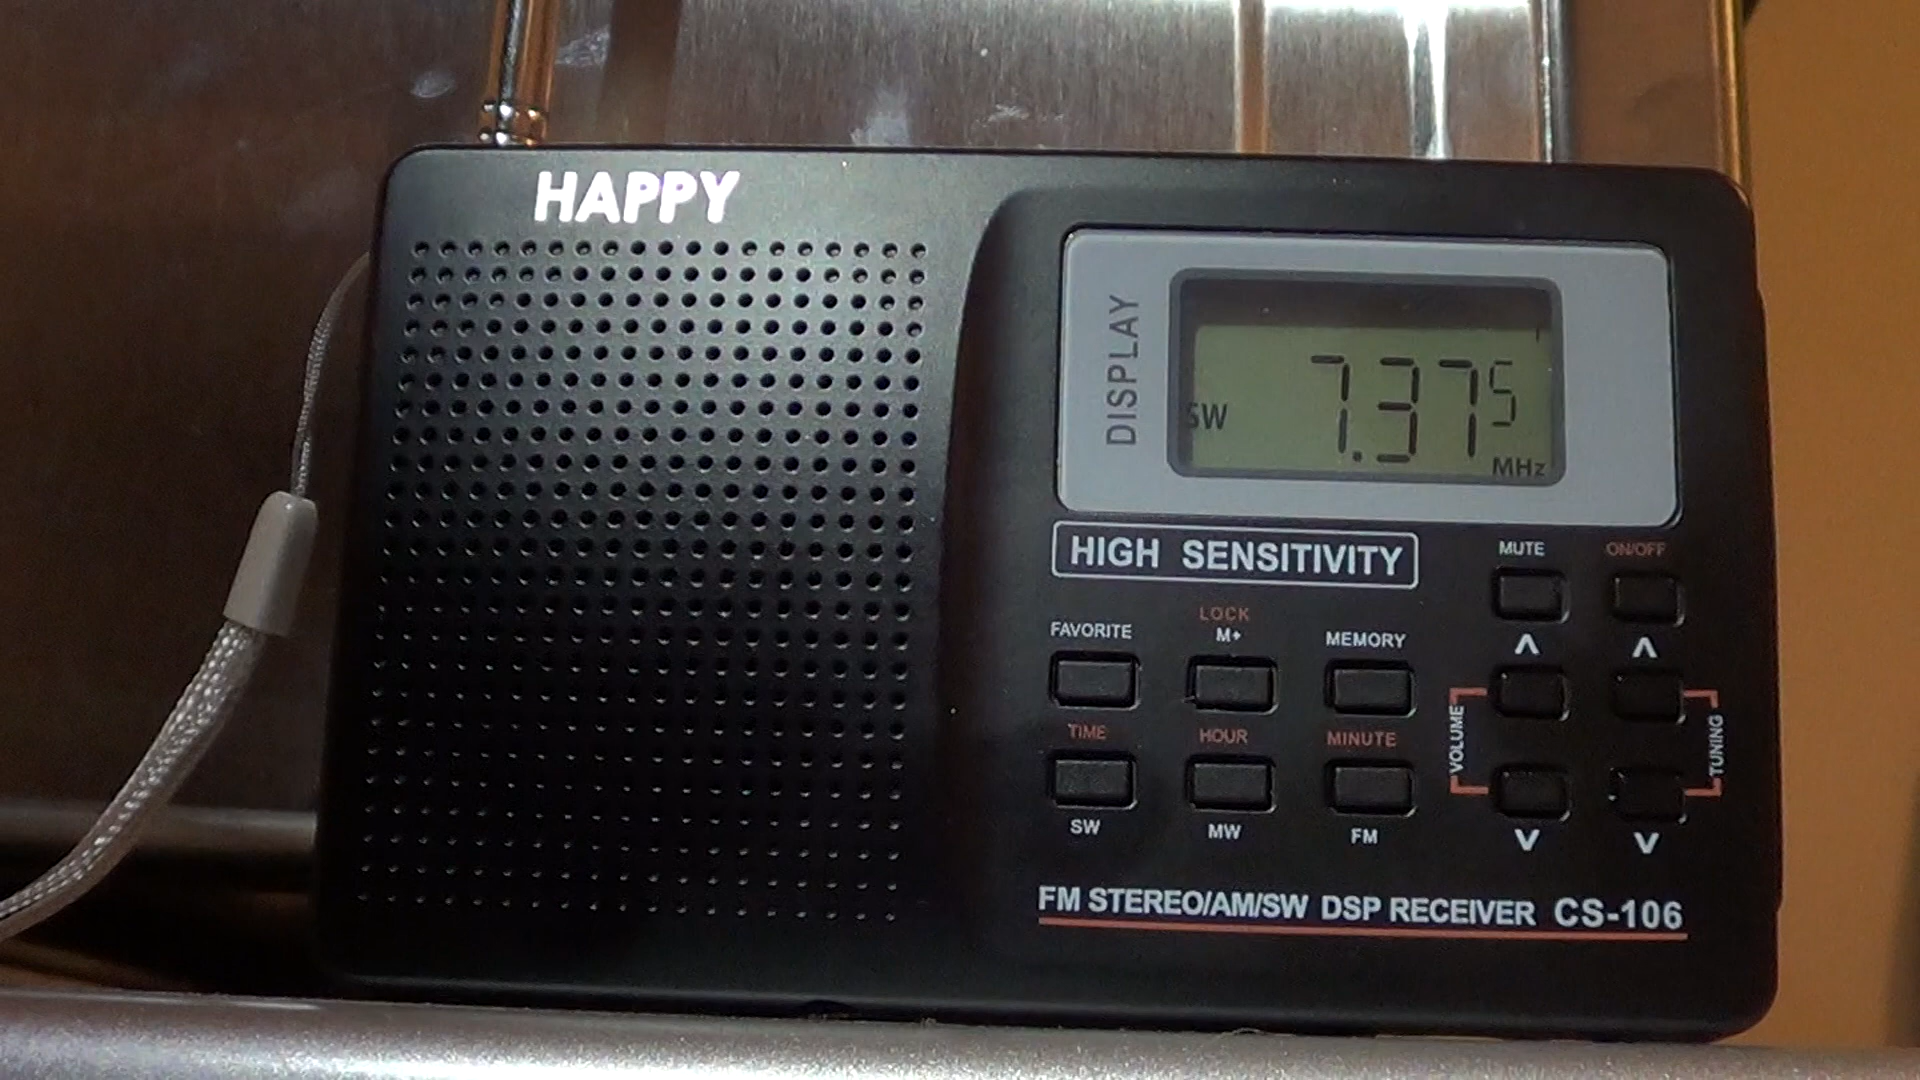 HAPPY
DISPLAY
SW 7.375 MHz
HIGH SENSITIVITY
MUTE ON/OFF
FAVORITE LOCK M+ MEMORY
∧ ∧
TIME HOUR MINUTE
VOLUME TUNING
SW MW FM
∨ ∨
FM STEREO/AM/SW DSP RECEIVER CS-106